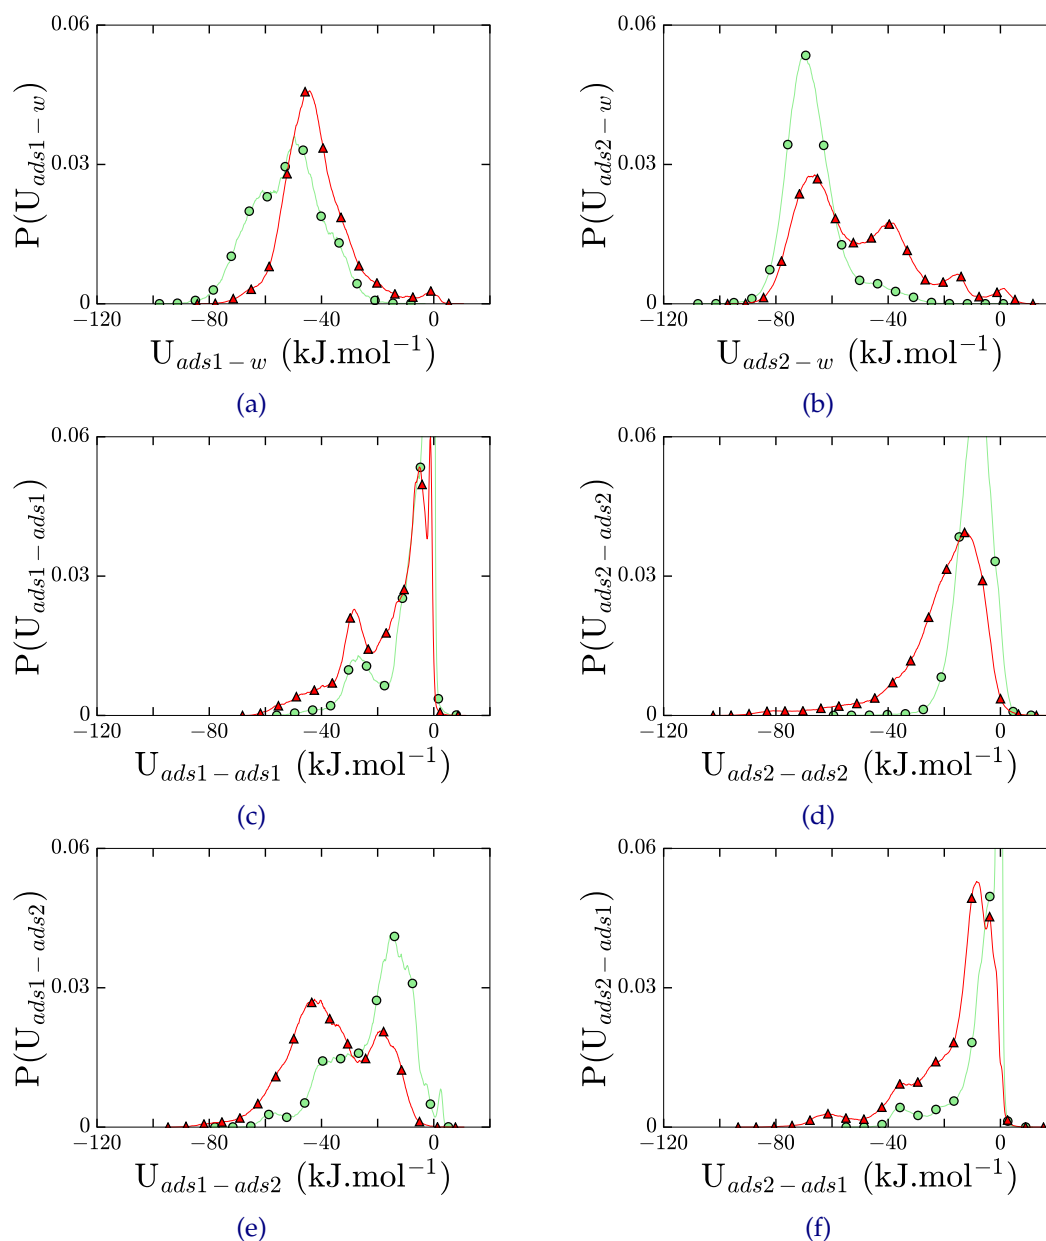 0.06
0.03
0
−120
−80
−40
0
P(U_{ads1−w})
U_{ads1−w} (kJ.mol^{−1})
(a)
0.06
0.03
0
−120
−80
−40
0
P(U_{ads2−w})
U_{ads2−w} (kJ.mol^{−1})
(b)
0.06
0.03
0
−120
−80
−40
0
P(U_{ads1−ads1})
U_{ads1−ads1} (kJ.mol^{−1})
(c)
0.06
0.03
0
−120
−80
−40
0
P(U_{ads2−ads2})
U_{ads2−ads2} (kJ.mol^{−1})
(d)
0.06
0.03
0
−120
−80
−40
0
P(U_{ads1−ads2})
U_{ads1−ads2} (kJ.mol^{−1})
(e)
0.06
0.03
0
−120
−80
−40
0
P(U_{ads2−ads1})
U_{ads2−ads1} (kJ.mol^{−1})
(f)